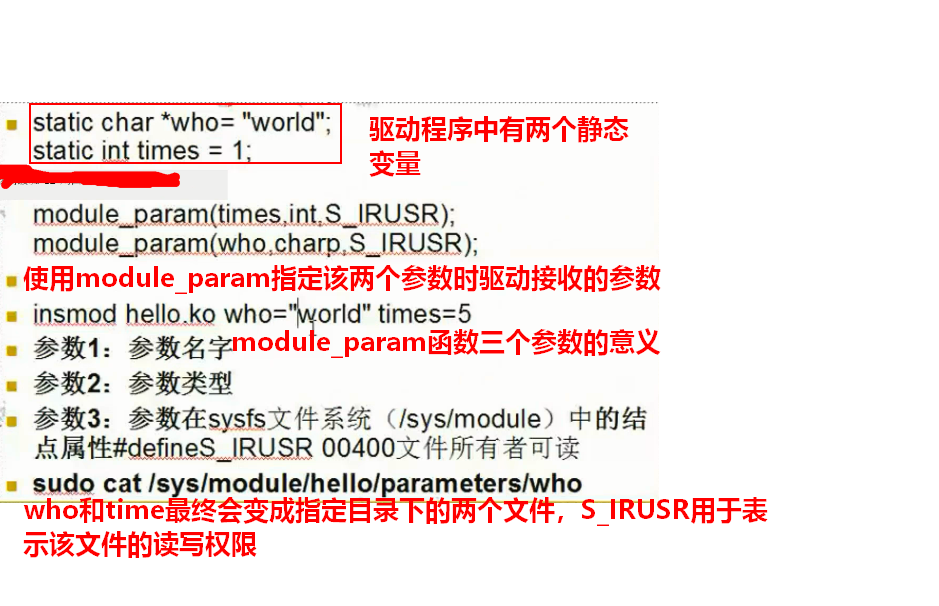 static char *who= "world";
static int times = 1;
驱动程序中有两个静态
变量
module_param(times,int,S_IRUSR);
module_param(who,charp,S_IRUSR);
使用module_param指定该两个参数时驱动接收的参数
insmod hello.ko who="world" times=5
module_param函数三个参数的意义
参数1：参数名字
参数2：参数类型
参数3：参数在sysfs文件系统（/sys/module）中的结
点属性#defineS_IRUSR 00400文件所有者可读
sudo cat /sys/module/hello/parameters/who
who和time最终会变成指定目录下的两个文件，S_IRUSR用于表
示该文件的读写权限